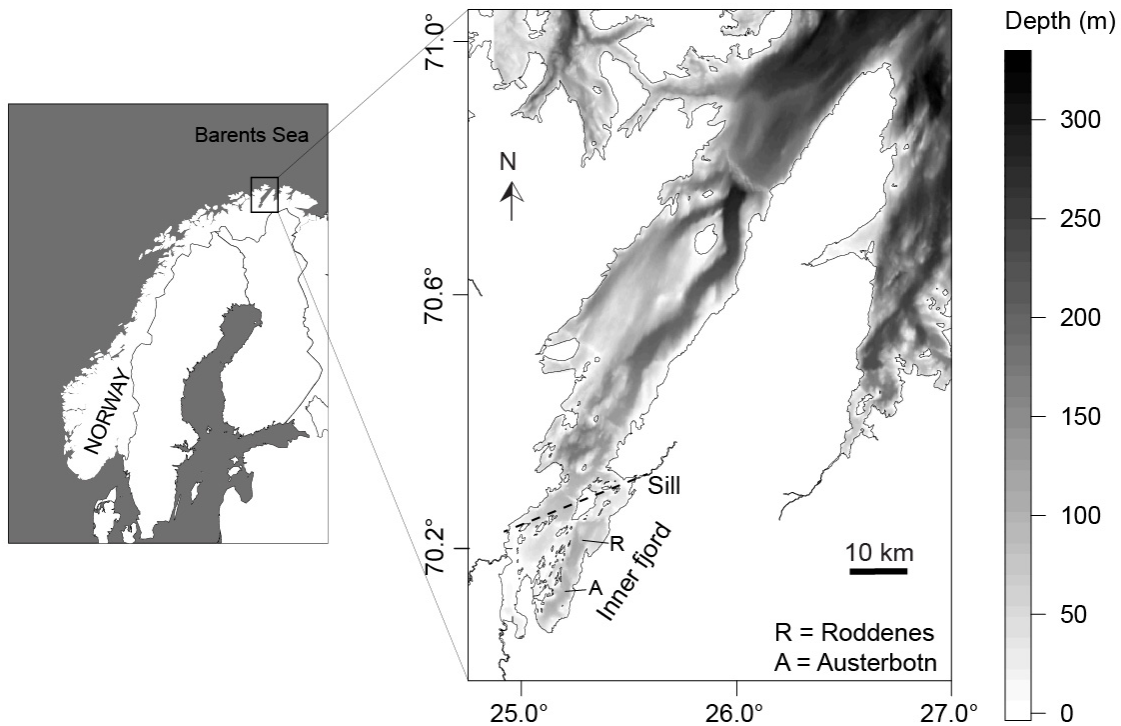 Barents Sea
NORWAY
71.0°
70.6°
70.2°
N
Sill
R
A
Inner fjord
10 km
R = Roddenes
A = Austerbotn
25.0°
26.0°
27.0°
Depth (m)
300
250
200
150
100
50
0